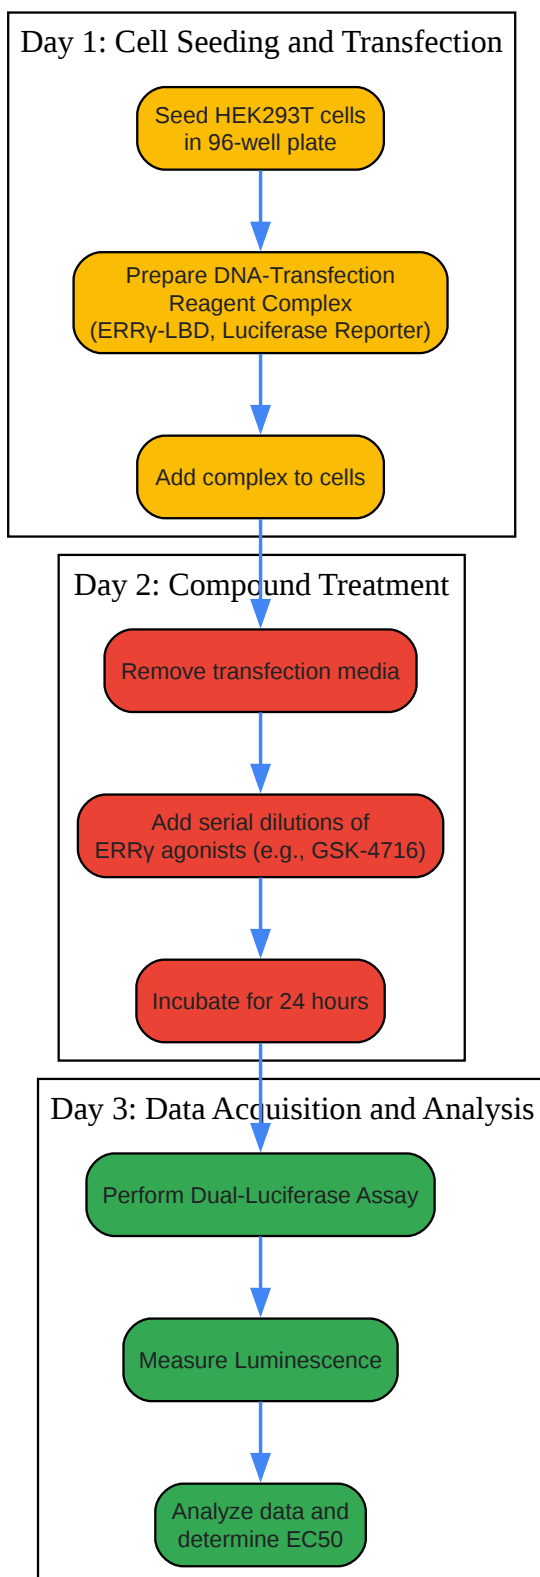 Day 1: Cell Seeding and Transfection
Seed HEK293T cells
in 96-well plate
Prepare DNA-Transfection
Reagent Complex
(ERRγ-LBD, Luciferase Reporter)
Add complex to cells
Day 2: Compound Treatment
Remove transfection media
Add serial dilutions of
ERRγ agonists (e.g., GSK-4716)
Incubate for 24 hours
Day 3: Data Acquisition and Analysis
Perform Dual-Luciferase Assay
Measure Luminescence
Analyze data and
determine EC50